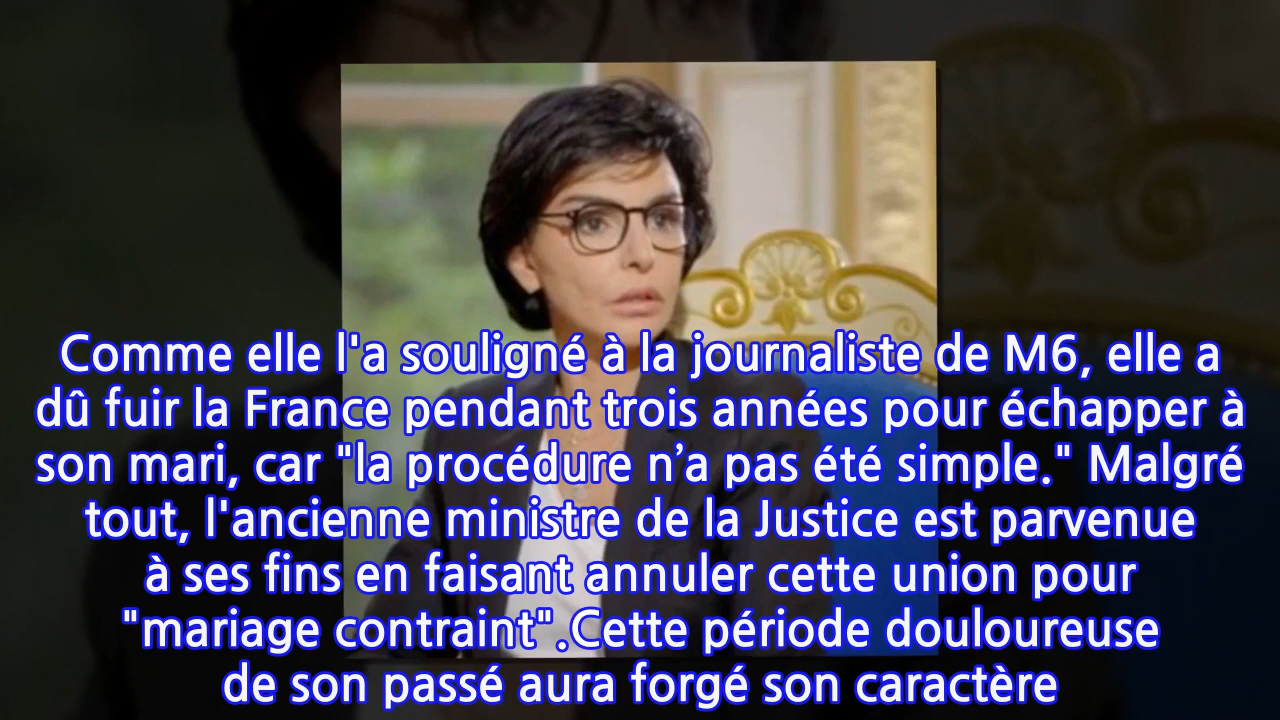 Comme elle l'a souligné à la journaliste de M6, elle a
dû fuir la France pendant trois années pour échapper à
son mari, car "la procédure n’a pas été simple." Malgré
tout, l'ancienne ministre de la Justice est parvenue
à ses fins en faisant annuler cette union pour
"mariage contraint".Cette période douloureuse
de son passé aura forgé son caractère